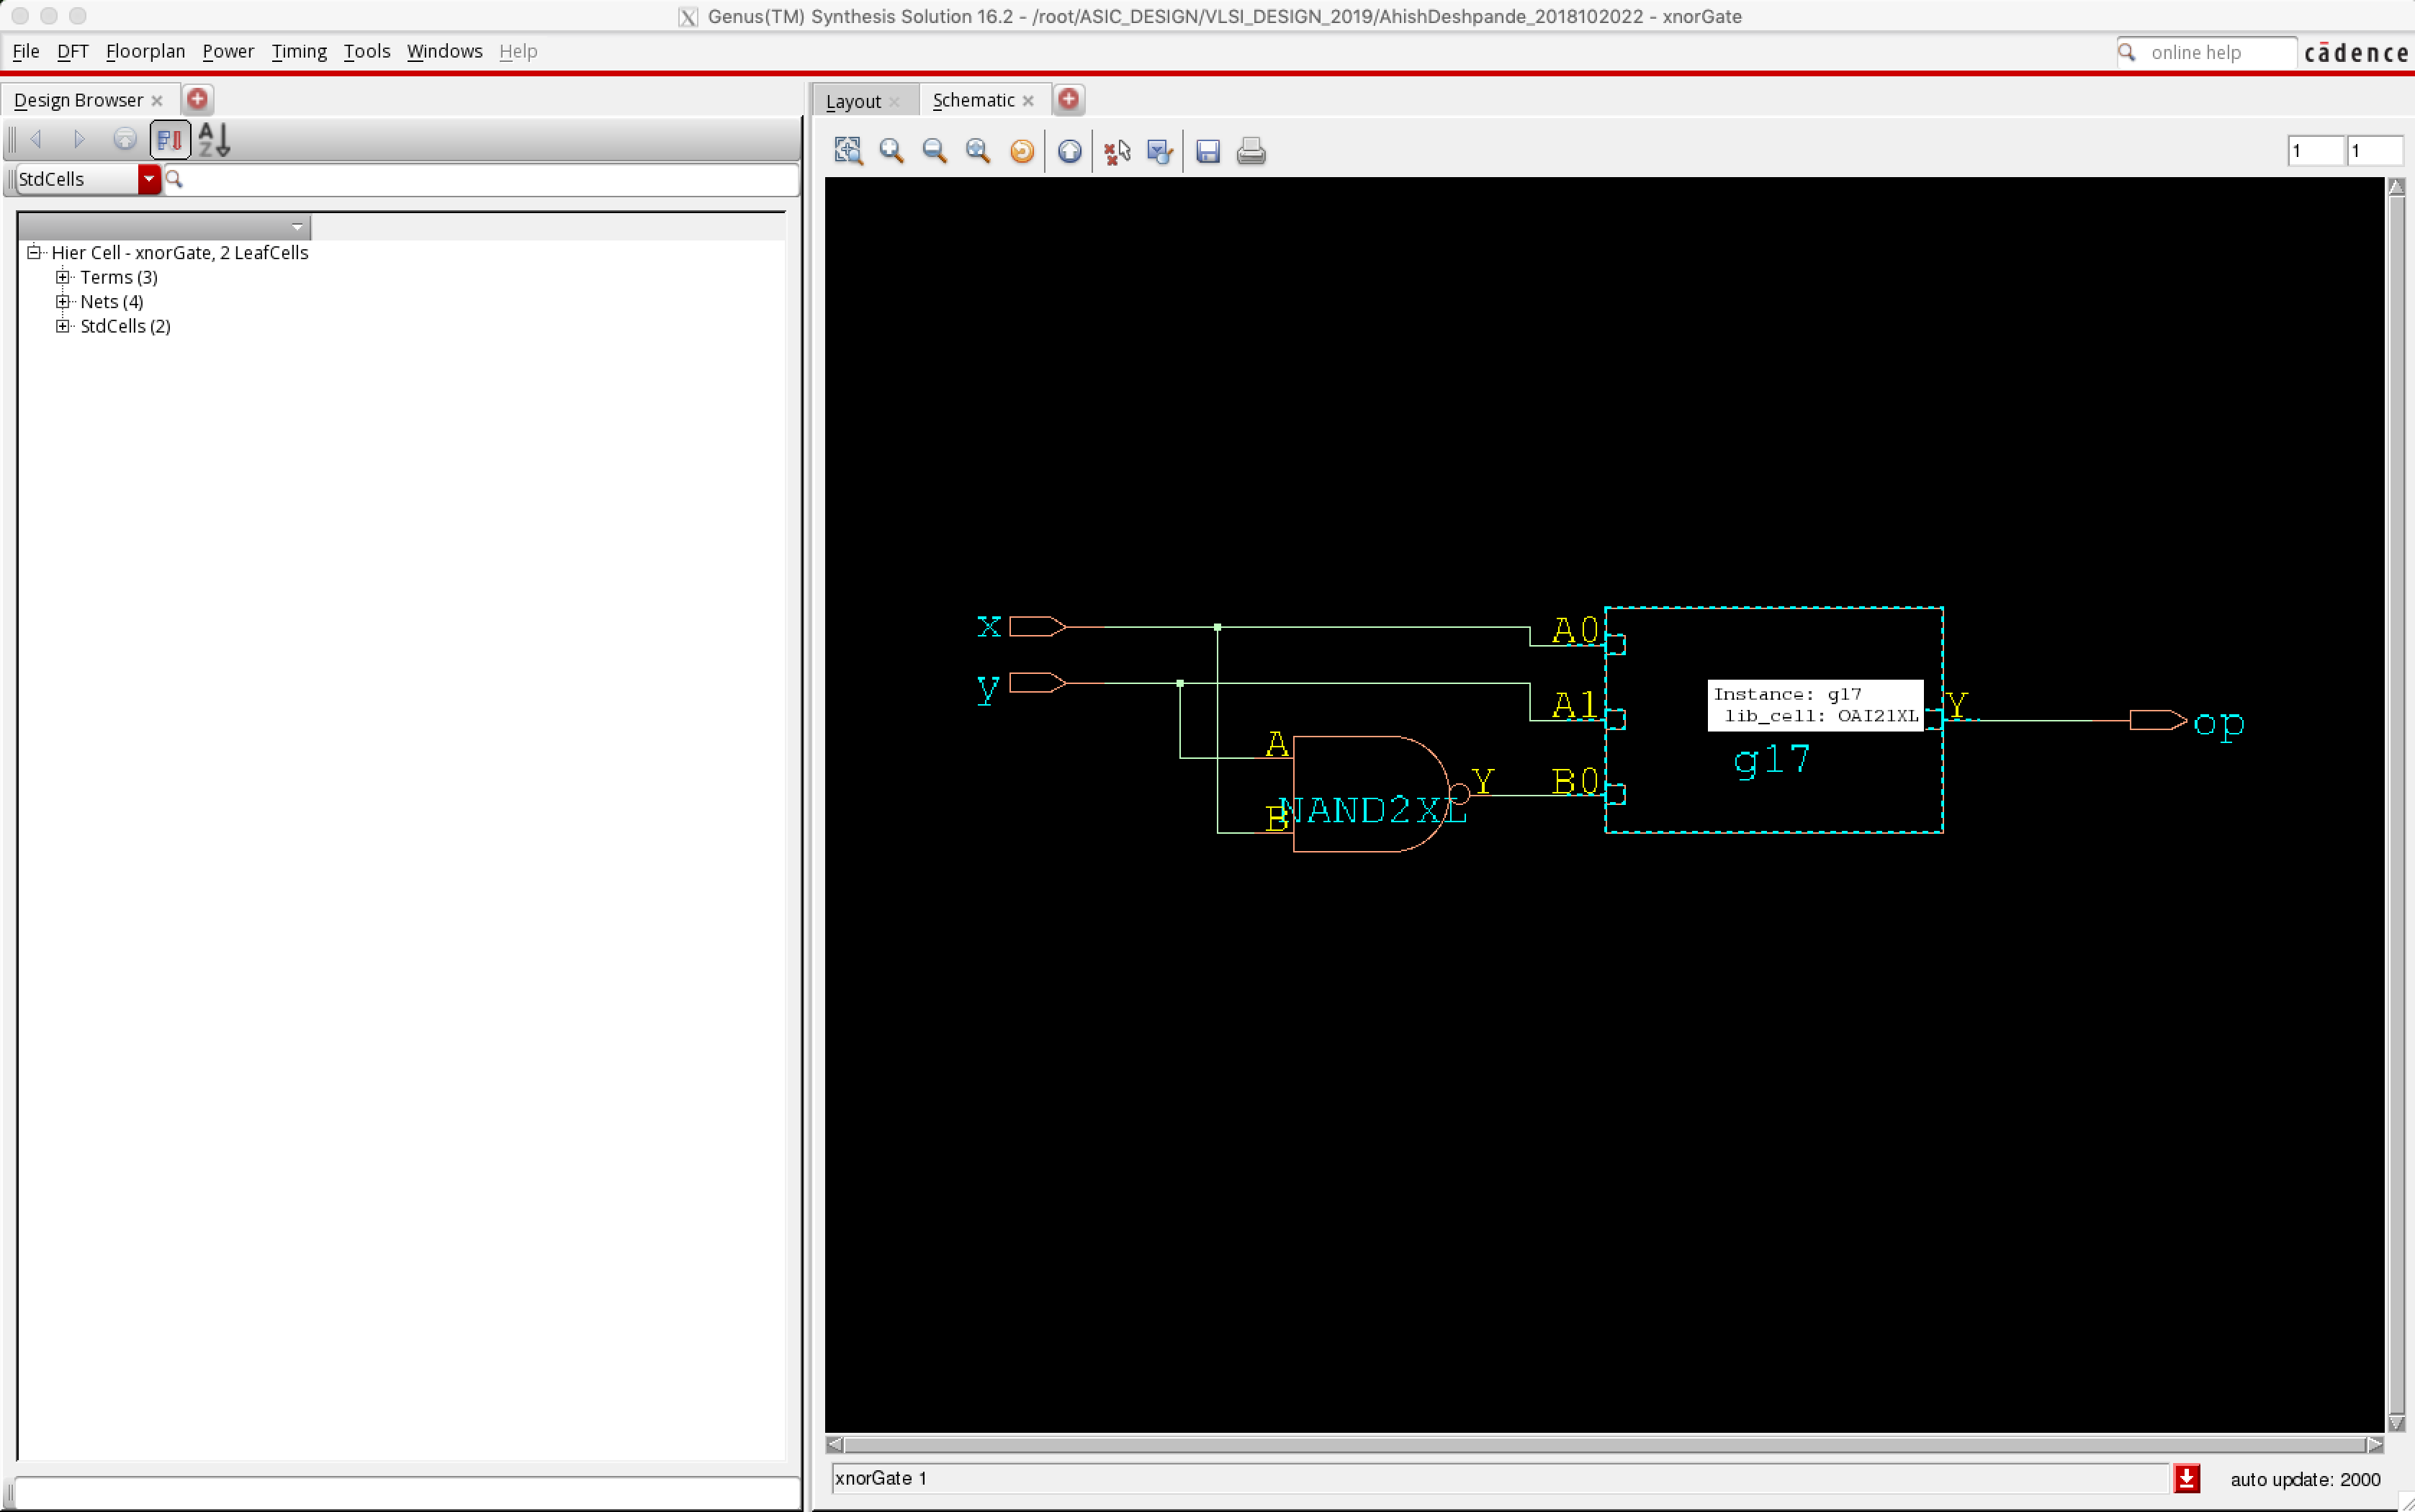 Genus(TM) Synthesis Solution 16.2 - /root/ASIC_DESIGN/VLSI_DESIGN_2019/AhishDeshpande_2018102022 - xnorGate
File DFT Floorplan Power Timing Tools Windows Help
online help
cādence
Design Browser
Layout
Schematic
1
1
StdCells
Hier Cell - xnorGate, 2 LeafCells
Terms (3)
Nets (4)
StdCells (2)
x
A0
y
A1
Instance: g17
lib_cell: OAI21XL
Y
op
A
g17
Y
B0
B
NAND2XL
xnorGate 1
auto update: 2000